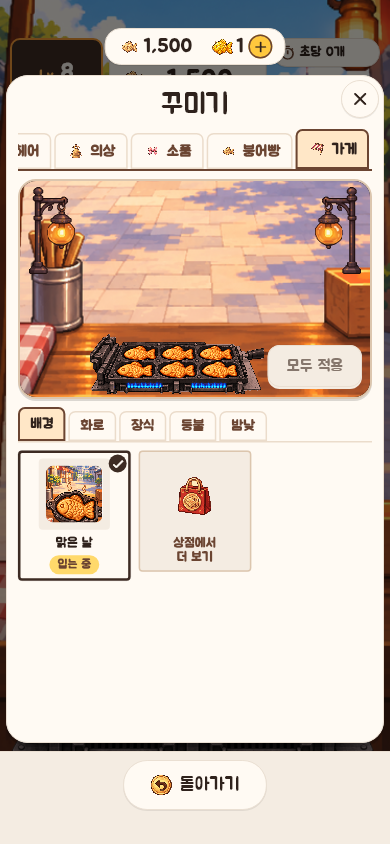 1,500
1
초당 0개
8
꾸미기
헤어
의상
소품
붕어빵
가게
모두 적용
배경
화로
장식
등불
밤낮
맑은 날
입는 중
상점에서
더 보기
돌아가기